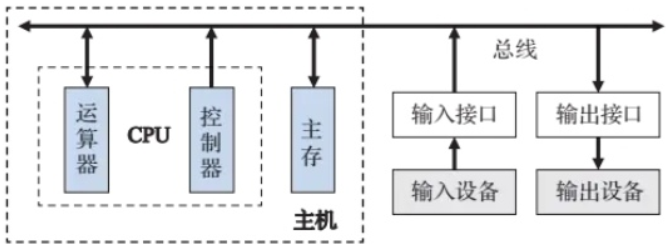 总线
运算器
CPU
控制器
主存
输入接口
输出接口
输入设备
输出设备
主机